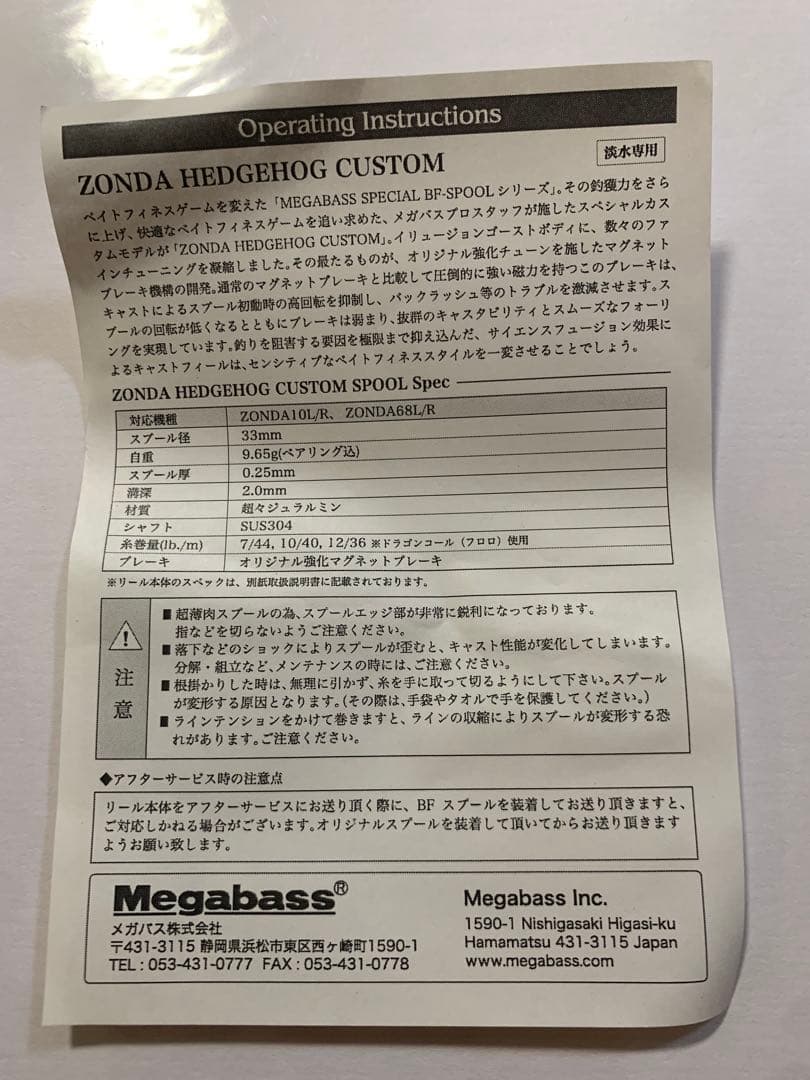 Operating Instructions
ZONDA HEDGEHOG CUSTOM
淡水専用
ベイトフィネスゲームを変えた「MEGABASS SPECIAL BF-SPOOLシリーズ」。その釣獲力をさら
に上げ、快適なベイトフィネスゲームを追い求めた、メガバスプロスタッフが施したスペシャルカス
タムモデルが「ZONDA HEDGEHOG CUSTOM」。イリュージョンゴーストボディに、数々のファ
インチューニングを凝縮しました。その最たるものが、オリジナル強化チューンを施したマグネット
ブレーキ機構の開発。通常のマグネットブレーキと比較して圧倒的に強い磁力を持つこのブレーキは、
キャストによるスプール初動時の高回転を抑制し、バックラッシュ等のトラブルを激減させます。ス
プールの回転が低くなるとともにブレーキは弱まり、抜群のキャスタビリティとスムーズなフォーリ
ングを実現しています。釣りを阻害する要因を極限まで抑え込んだ、サイエンスフュージョン効果に
よるキャストフィールは、センシティブなベイトフィネススタイルを一変させることでしょう。
ZONDA HEDGEHOG CUSTOM SPOOL Spec
対応機種 ZONDA10L/R、ZONDA68L/R
スプール径 33mm
自重 9.65g(ベアリング込)
スプール厚 0.25mm
溝深 2.0mm
材質 超々ジュラルミン
シャフト SUS304
糸巻量(lb./m) 7/44, 10/40, 12/36 ※ドラゴンコール（フロロ）使用
ブレーキ オリジナル強化マグネットブレーキ
※リール本体のスペックは、別紙取扱説明書に記載されております。
注意
■ 超薄肉スプールの為、スプールエッジ部が非常に鋭利になっております。
指などを切らないようご注意ください。
■ 落下などのショックによりスプールが歪むと、キャスト性能が変化してしまいます。
分解・組立など、メンテナンスの時には、ご注意ください。
■ 根掛かりした時は、無理に引かず、糸を手に取って切るようにして下さい。スプール
が変形する原因となります。（その際は、手袋やタオルで手を保護してください。）
■ ラインテンションをかけて巻きますと、ラインの収縮によりスプールが変形する恐
れがあります。ご注意ください。
◆アフターサービス時の注意点
リール本体をアフターサービスにお送り頂く際に、BF スプールを装着してお送り頂きますと、
ご対応しかねる場合がございます。オリジナルスプールを装着して頂いてからお送り頂きます
ようお願い致します。
Megabass®
メガバス株式会社
〒431-3115 静岡県浜松市東区西ヶ崎町1590-1
TEL : 053-431-0777 FAX : 053-431-0778
Megabass Inc.
1590-1 Nishigasaki Higasi-ku
Hamamatsu 431-3115 Japan
www.megabass.com